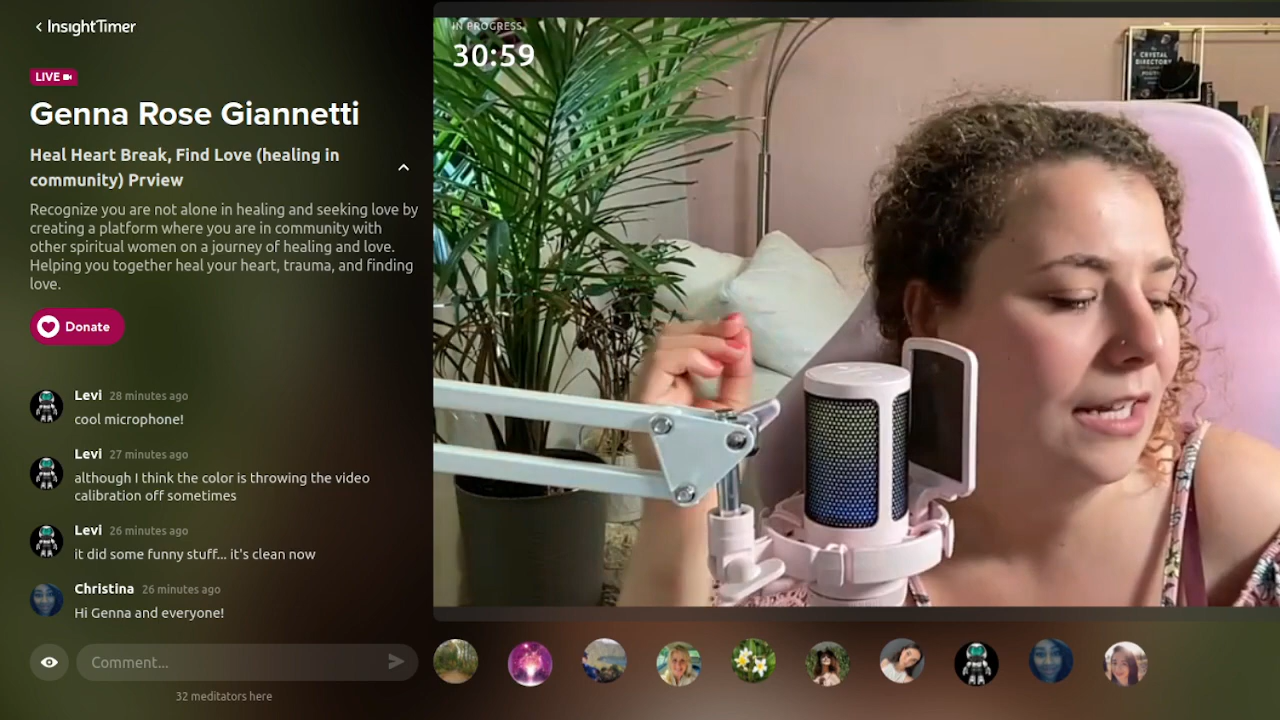 InsightTimer
LIVE
Genna Rose Giannetti
Heal Heart Break, Find Love (healing in
community) Prview
Recognize you are not alone in healing and seeking love by
creating a platform where you are in community with
other spiritual women on a journey of healing and love.
Helping you together heal your heart, trauma, and finding
love.
Donate
Levi 28 minutes ago
cool microphone!
Levi 27 minutes ago
although I think the color is throwing the video
calibration off sometimes
Levi 26 minutes ago
it did some funny stuff... it's clean now
Christina 26 minutes ago
Hi Genna and everyone!
Comment...
32 meditators here
IN PROGRESS
30:59
CRYSTAL
DIRECTORY